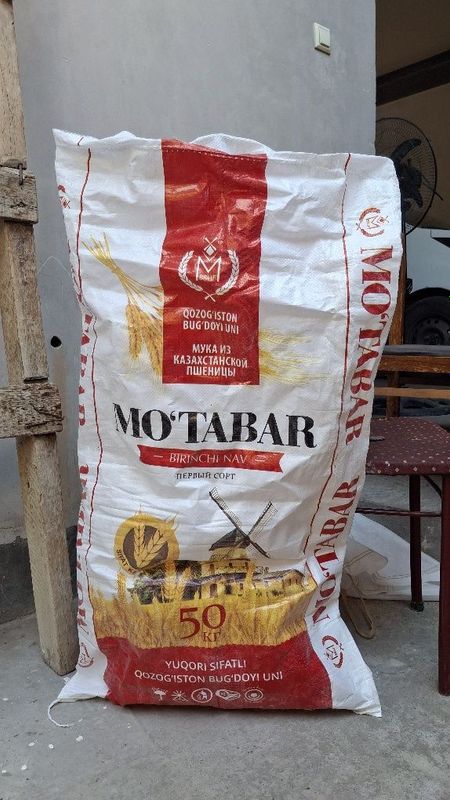 M
QOZOG'ISTON
BUG'DOYI UNI
МУКА ИЗ
КАЗАХСТАНСКОЙ
ПШЕНИЦЫ
MO'TABAR
BIRINCHI NAV
ПЕРВЫЙ СОРТ
50
КГ
YUQORI SIFATLI
QOZOG'ISTON BUG'DOYI UNI
MO'TABAR
MO'TABAR